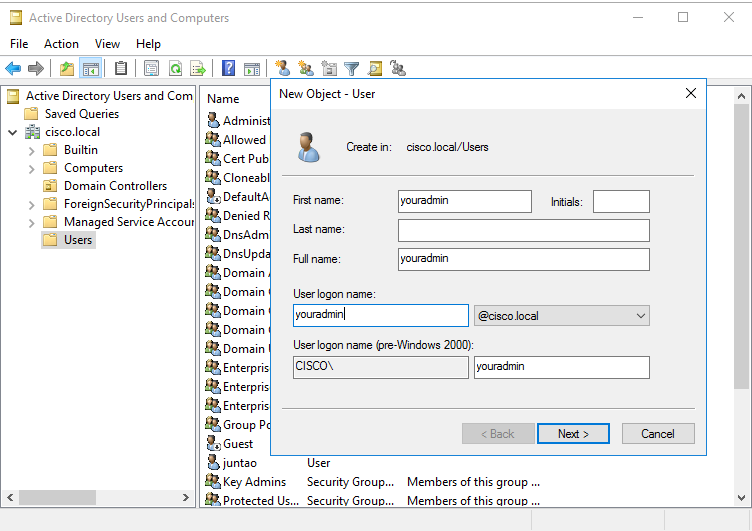 Active Directory Users and Computers
File Action View Help
Active Directory Users and Com
Saved Queries
cisco.local
Builtin
Computers
Domain Controllers
ForeignSecurityPrincipals
Managed Service Accour
Users
Name
Administ
Allowed
Cert Pub
Cloneabl
DefaultA
Denied R
DnsAdm
DnsUpda
Domain A
Domain
Domain
Domain
Domain U
Enterpris
Enterpris
Enterpris
Group Po
Guest
juntao User
Key Admins Security Group... Members of this group ...
Protected Us... Security Group... Members of this group ...
New Object - User
Create in: cisco.local/Users
First name: youradmin Initials:
Last name:
Full name: youradmin
User logon name:
youradmin @cisco.local
User logon name (pre-Windows 2000):
CISCO\ youradmin
< Back Next > Cancel